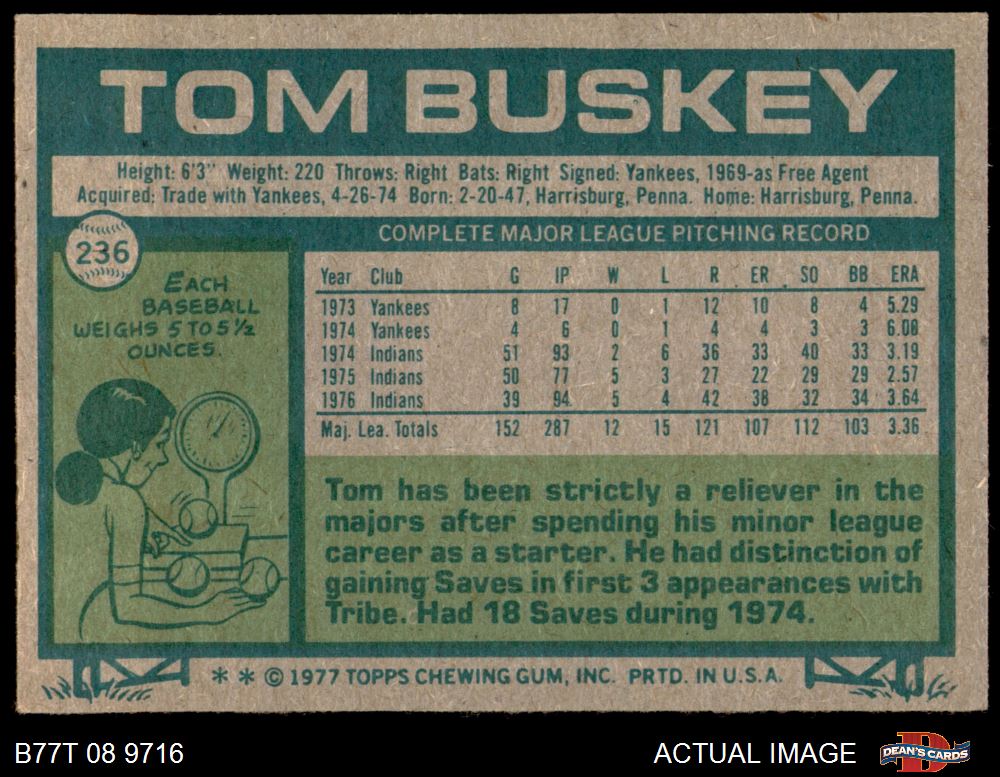 TOM BUSKEY
Height: 6'3" Weight: 220 Throws: Right Bats: Right Signed: Yankees, 1969-as Free Agent
Acquired: Trade with Yankees, 4-26-74 Born: 2-20-47, Harrisburg, Penna. Home: Harrisburg, Penna.
236
EACH
BASEBALL
WEIGHS 5 TO 5½
OUNCES.
COMPLETE MAJOR LEAGUE PITCHING RECORD
Year Club G IP W L R ER SO BB ERA
1973 Yankees 8 17 0 1 12 10 8 4 5.29
1974 Yankees 4 6 0 1 4 4 3 3 6.00
1974 Indians 51 93 2 6 36 33 40 33 3.19
1975 Indians 50 77 5 3 27 22 29 29 2.57
1976 Indians 39 94 5 4 42 38 32 34 3.64
Maj. Lea. Totals 152 287 12 15 121 107 112 103 3.36
Tom has been strictly a reliever in the
majors after spending his minor league
career as a starter. He had distinction of
gaining Saves in first 3 appearances with
Tribe. Had 18 Saves during 1974.
* * © 1977 TOPPS CHEWING GUM, INC. PRTD. IN U.S.A.
B77T 08 9716
ACTUAL IMAGE
DEAN'S CARDS